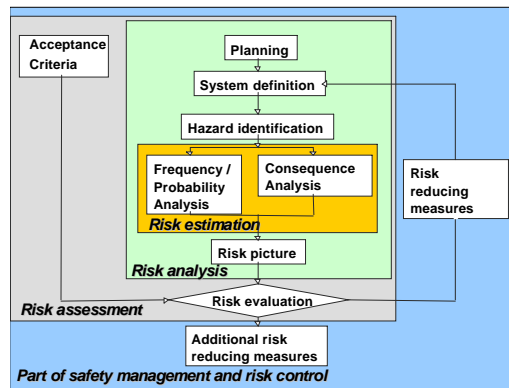 Acceptance
Criteria
Planning
System definition
Hazard identification
Frequency /
Probability
Analysis
Consequence
Analysis
Risk estimation
Risk
reducing
measures
Risk picture
Risk analysis
Risk evaluation
Risk assessment
Additional risk
reducing measures
Part of safety management and risk control